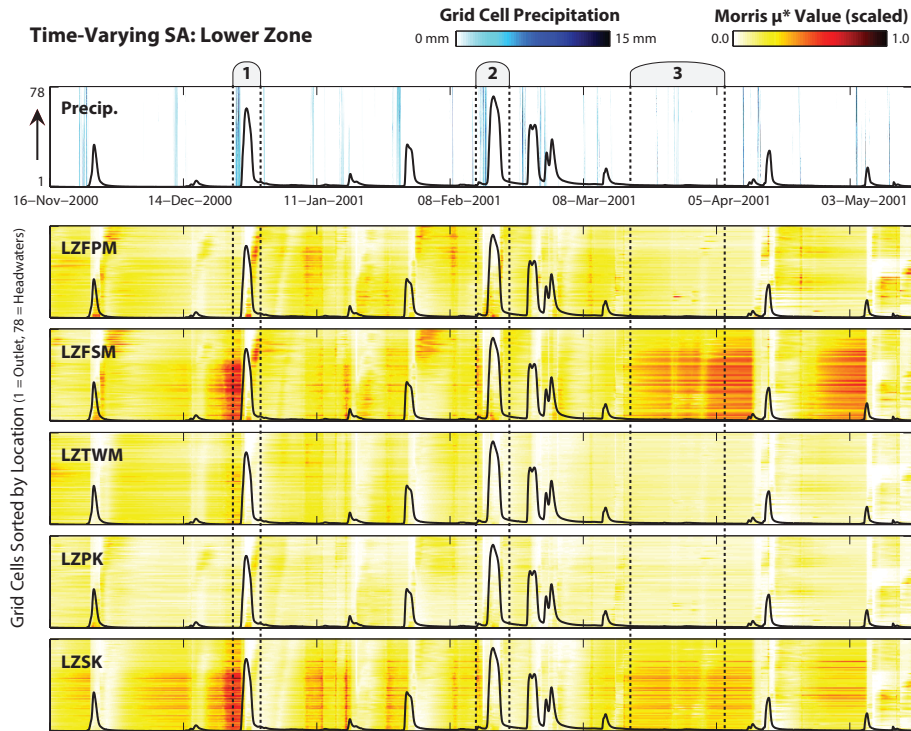 Time-Varying SA: Lower Zone
Grid Cell Precipitation
0 mm 15 mm
Morris μ* Value (scaled)
0.0 1.0
1 2 3
78
Precip.
1
16–Nov–2000 14–Dec–2000 11–Jan–2001 08–Feb–2001 08–Mar–2001 05–Apr–2001 03–May–2001
Grid Cells Sorted by Location (1 = Outlet, 78 = Headwaters)
LZFPM
LZFSM
LZTWM
LZPK
LZSK